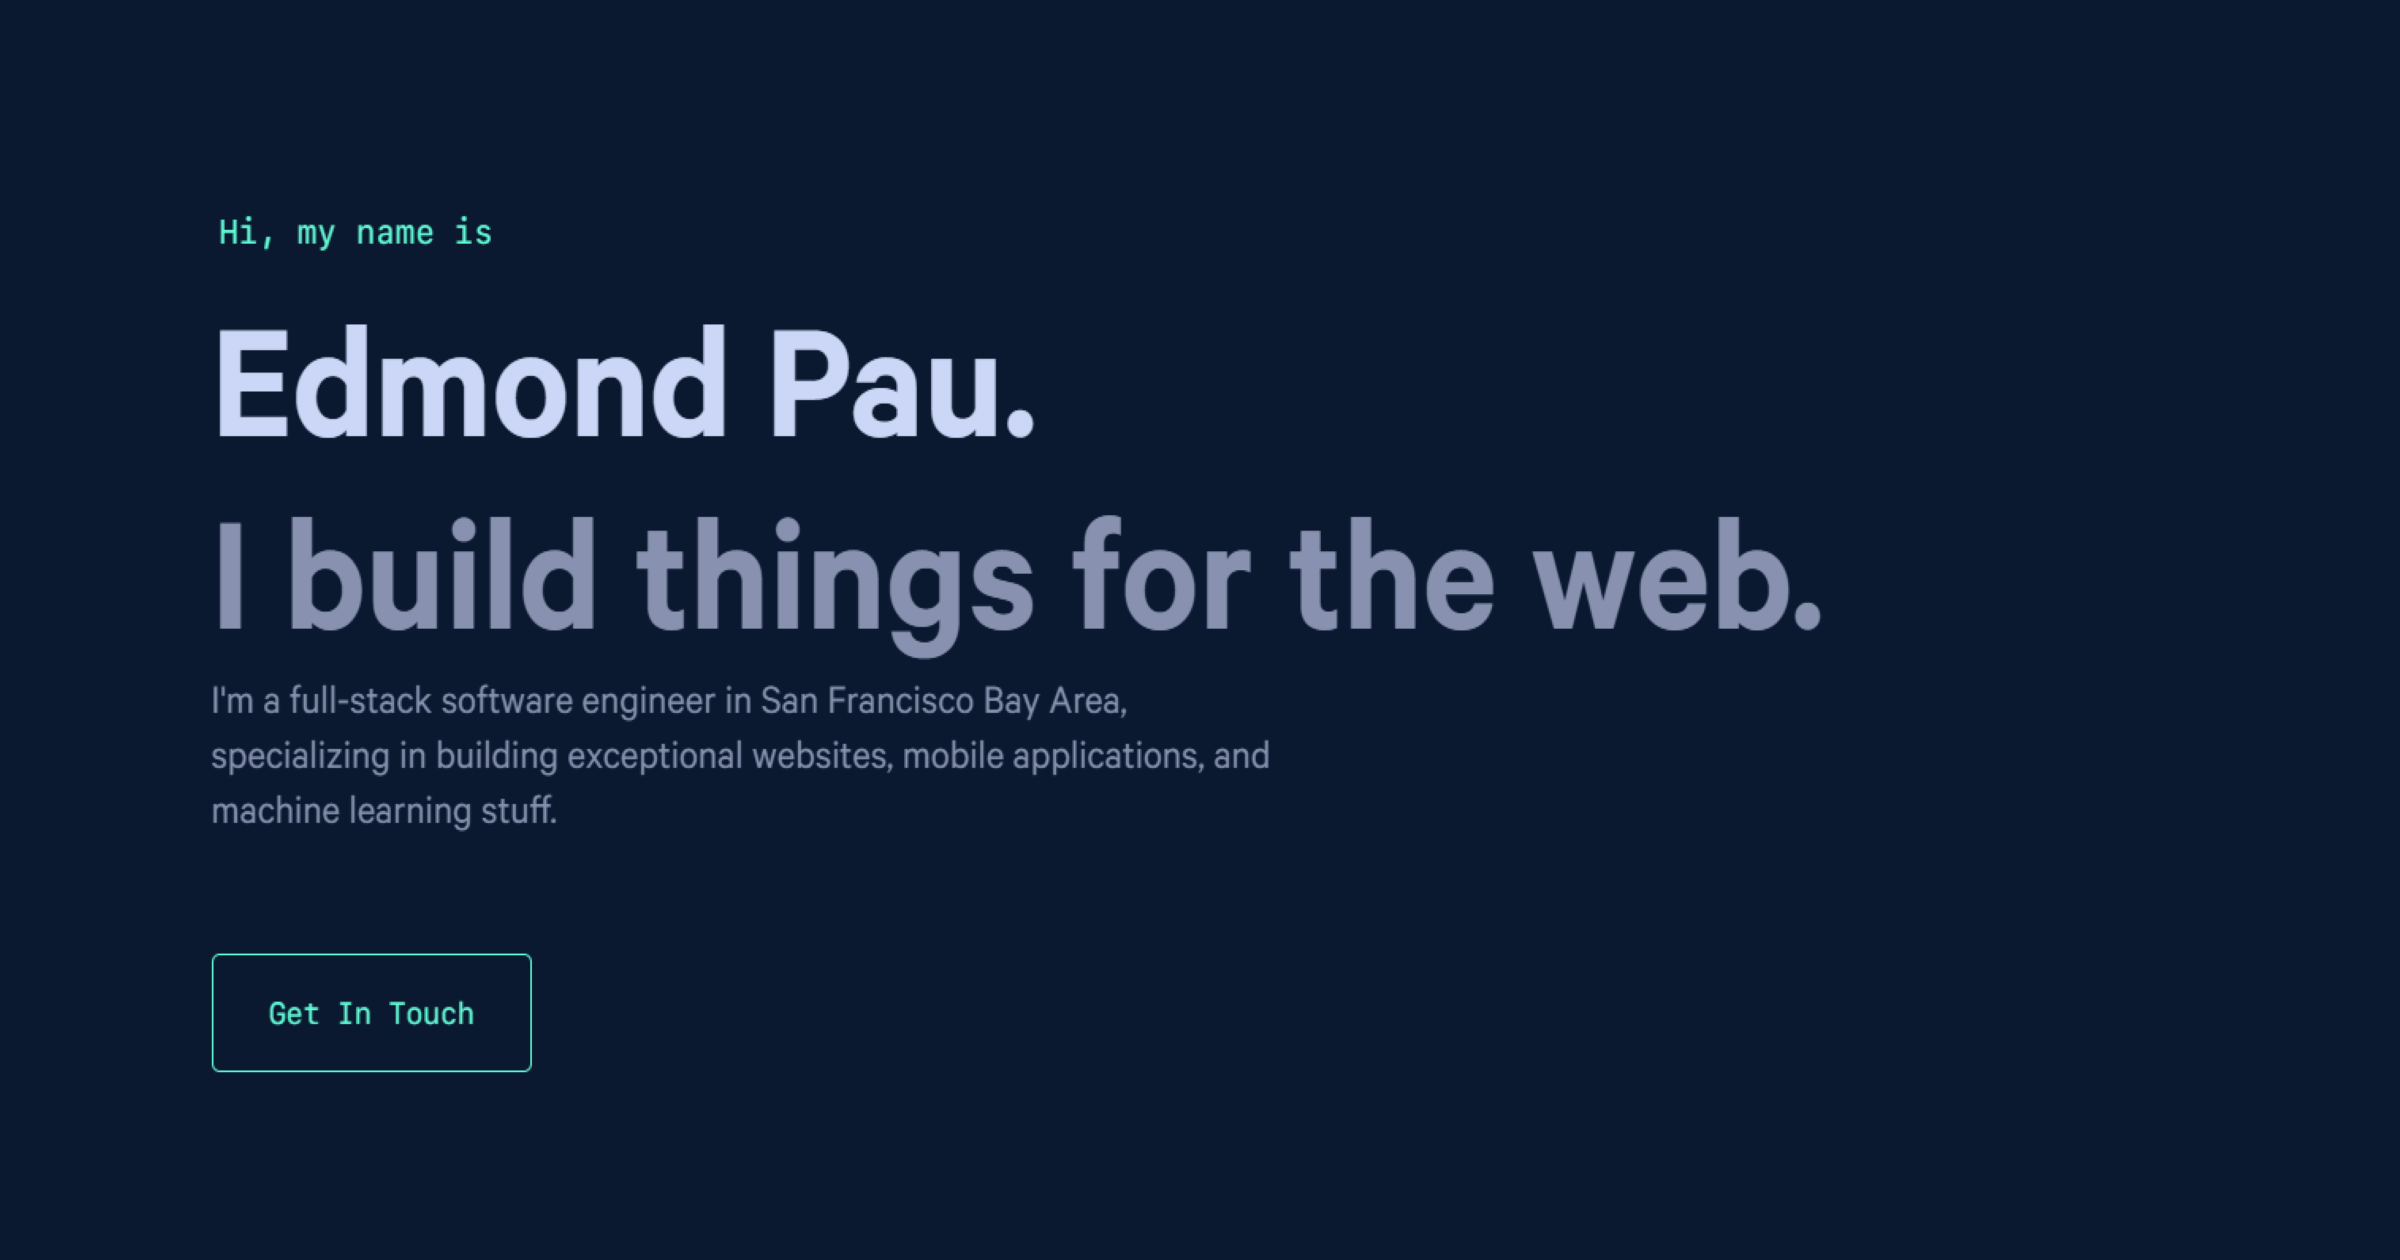 Hi, my name is
Edmond Pau.
I build things for the web.
I'm a full-stack software engineer in San Francisco Bay Area,
specializing in building exceptional websites, mobile applications, and
machine learning stuff.
Get In Touch